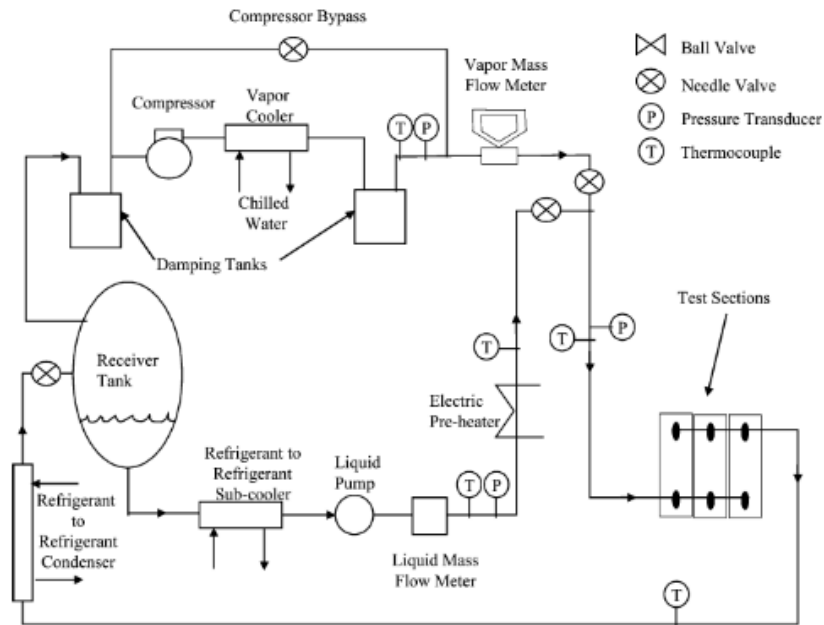 Compressor Bypass
Ball Valve
Needle Valve
P
Pressure Transducer
T
Thermocouple
Vapor Mass
Flow Meter
Compressor
Vapor
Cooler
T
P
Chilled
Water
Damping Tanks
Test Sections
Receiver
Tank
T
P
T
Electric
Pre-heater
Refrigerant to
Refrigerant
Sub-cooler
Liquid
Pump
T
P
Refrigerant
to
Refrigerant
Condenser
Liquid Mass
Flow Meter
T